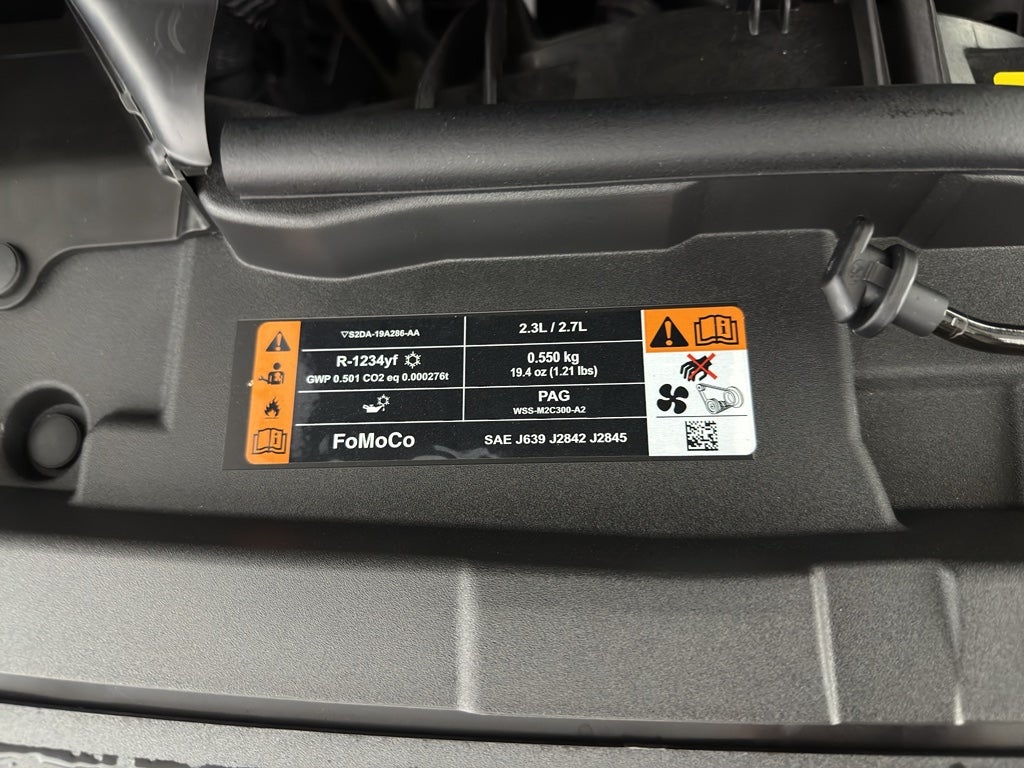 ▽S2DA-19A286-AA
2.3L / 2.7L
R-1234yf
GWP 0.501 CO2 eq 0.000276t
0.550 kg
19.4 oz (1.21 lbs)
PAG
WSS-M2C300-A2
FoMoCo
SAE J639 J2842 J2845